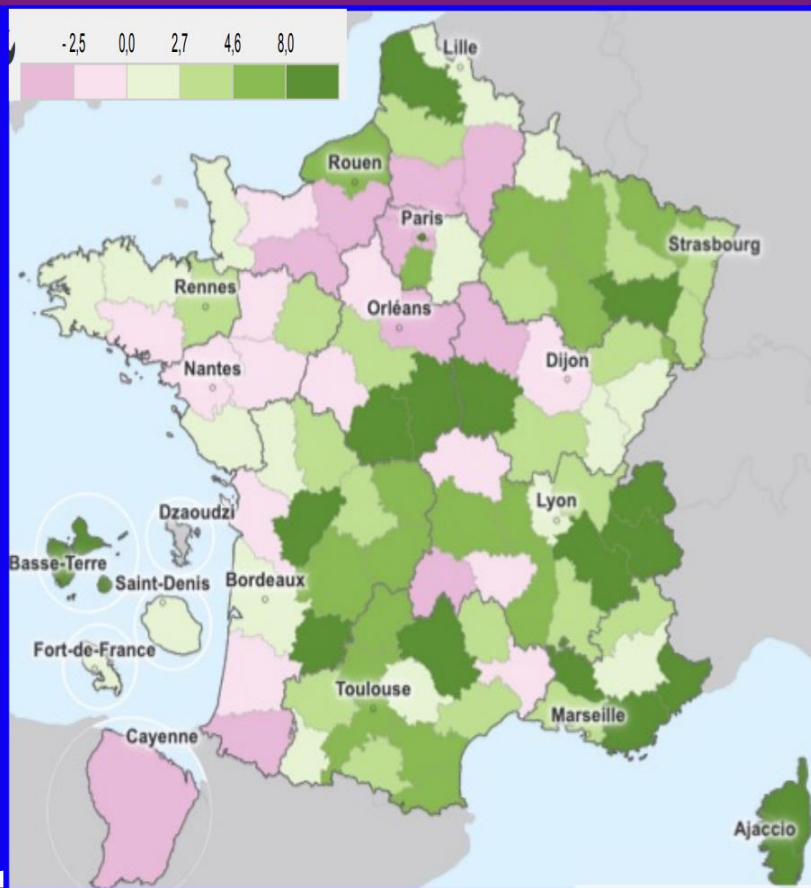 - 2,5 0,0 2,7 4,6 8,0
Lille
Rouen
Paris
Strasbourg
Rennes
Orléans
Nantes
Dijon
Dzaoudzi
Lyon
Basse-Terre
Saint-Denis
Bordeaux
Fort-de-France
Toulouse
Marseille
Cayenne
Ajaccio